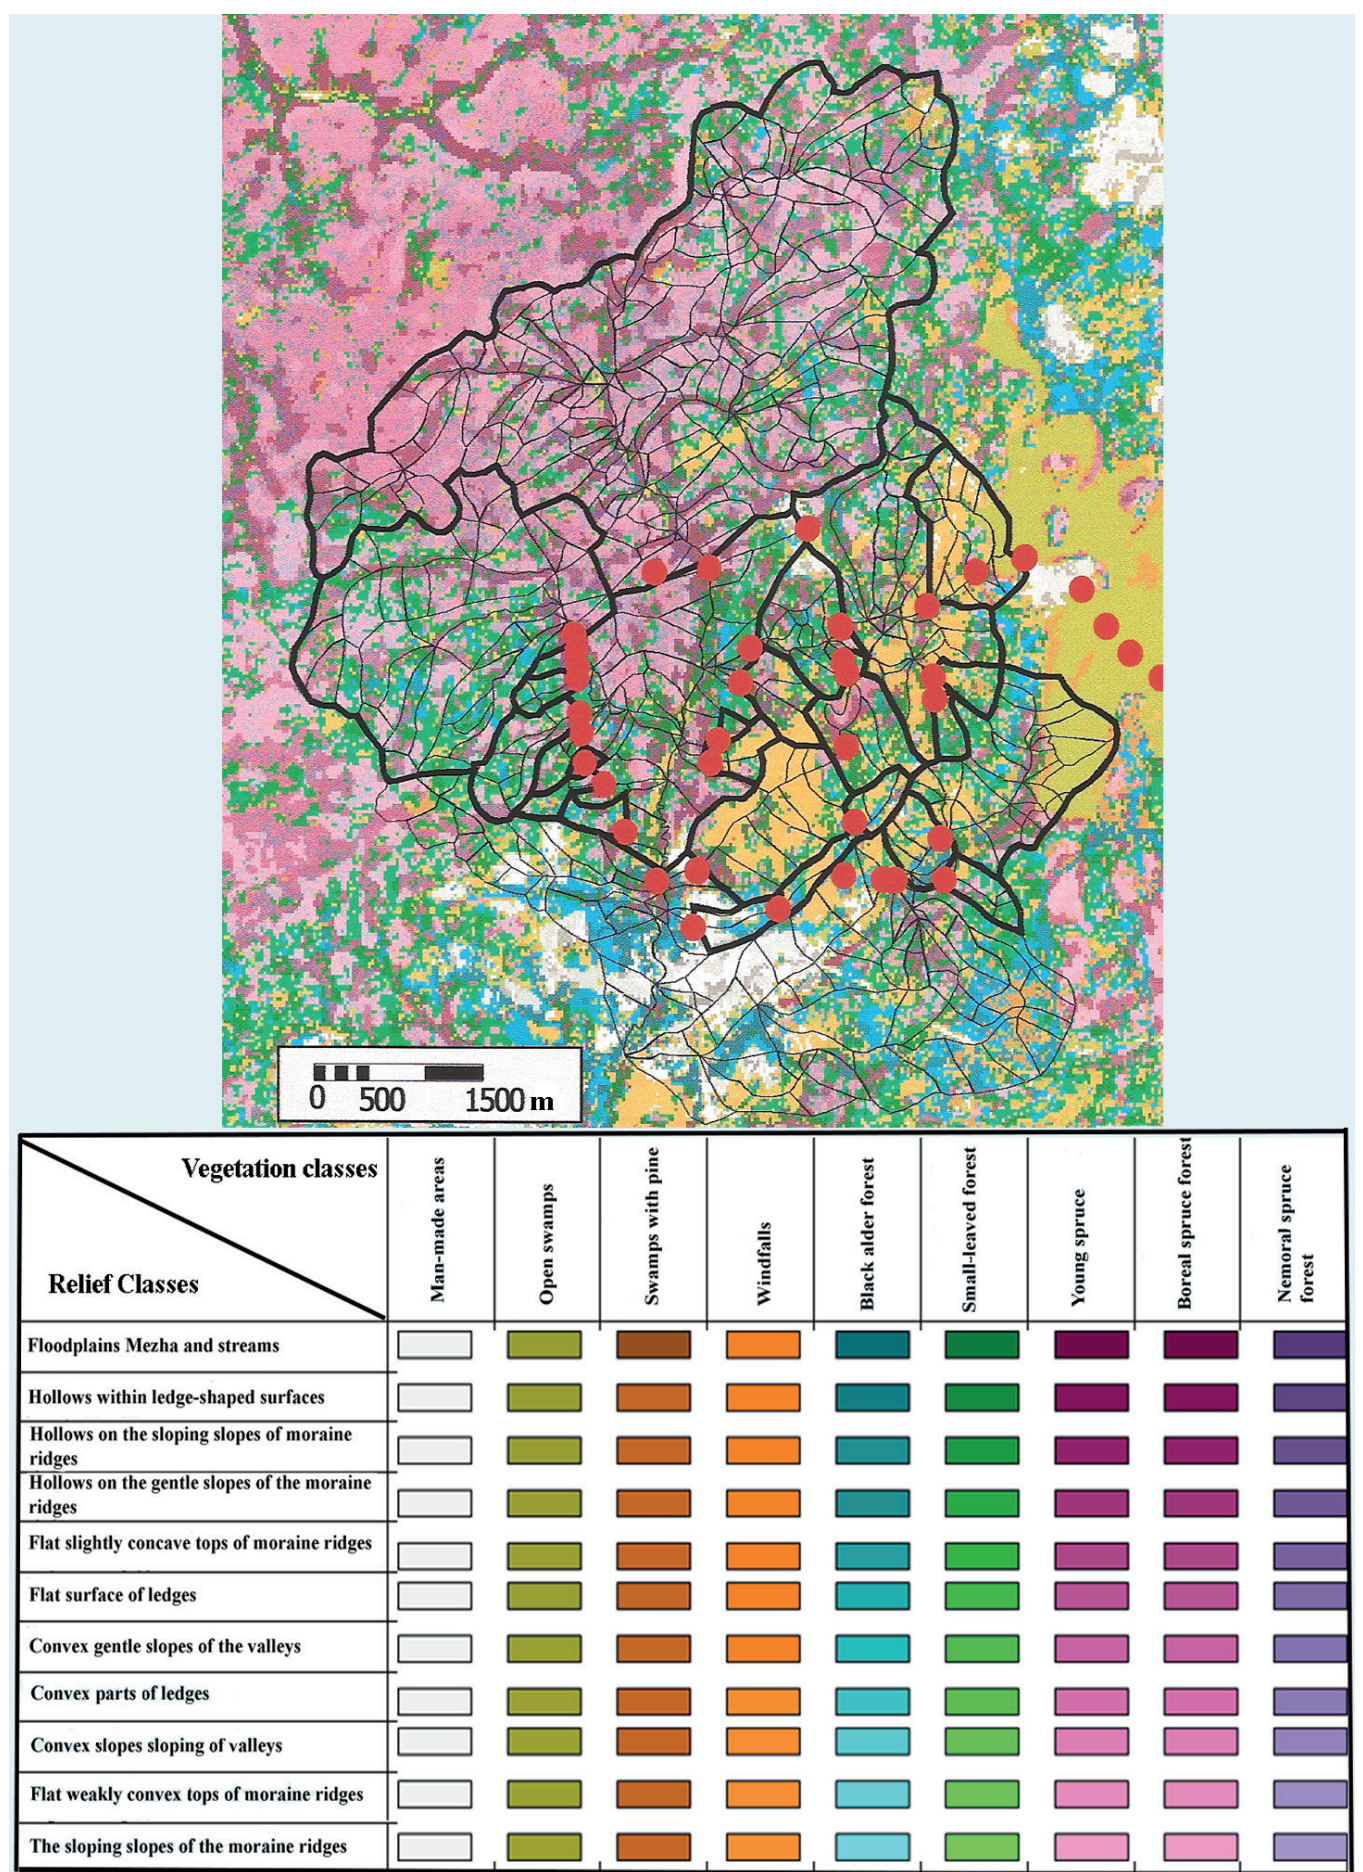 0 500 1500 m
Vegetation classes
Relief Classes
Man-made areas
Open swamps
Swamps with pine
Windfalls
Black alder forest
Small-leaved forest
Young spruce
Boreal spruce forest
Nemoral spruce
forest
Floodplains Mezha and streams
Hollows within ledge-shaped surfaces
Hollows on the sloping slopes of moraine
ridges
Hollows on the gentle slopes of the moraine
ridges
Flat slightly concave tops of moraine ridges
Flat surface of ledges
Convex gentle slopes of the valleys
Convex parts of ledges
Convex slopes sloping of valleys
Flat weakly convex tops of moraine ridges
The sloping slopes of the moraine ridges